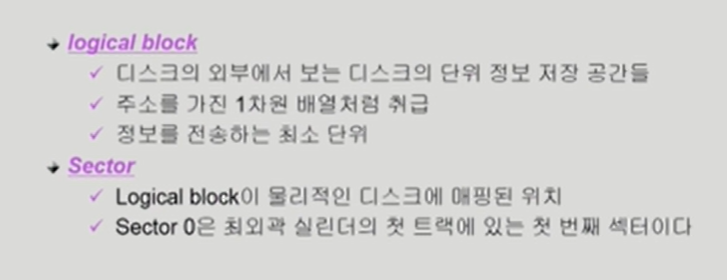 logical block
디스크의 외부에서 보는 디스크의 단위 정보 저장 공간들
주소를 가진 1차원 배열처럼 취급
정보를 전송하는 최소 단위
Sector
Logical block이 물리적인 디스크에 매핑된 위치
Sector 0은 최외곽 실린더의 첫 트랙에 있는 첫 번째 섹터이다